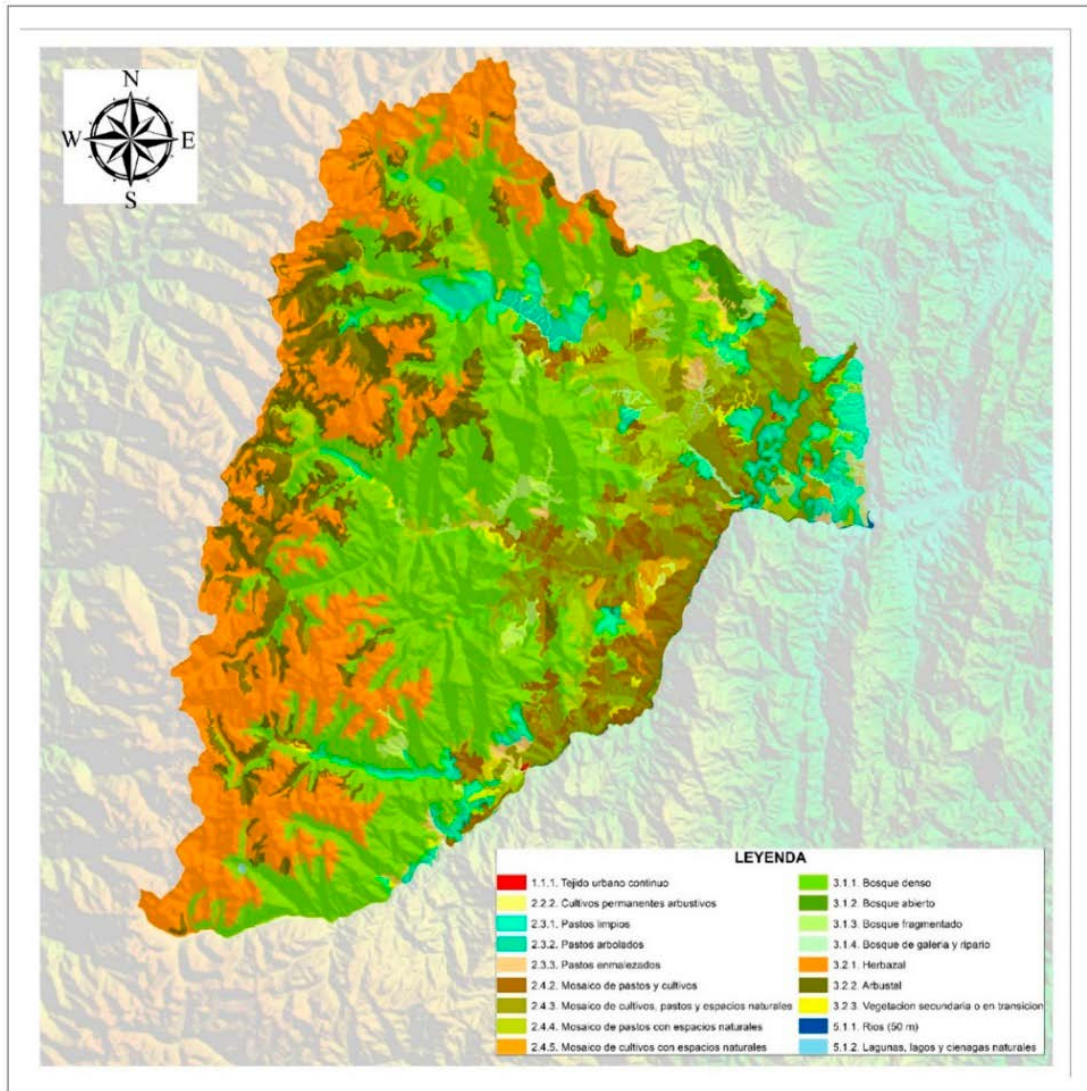 N
W E
S
LEYENDA
1.1.1. Tejido urbano continuo
2.2.2. Cultivos permanentes arbustivos
2.3.1. Pastos limpios
2.3.2. Pastos arbolados
2.3.3. Pastos enmalezados
2.4.2. Mosaico de pastos y cultivos
2.4.3. Mosaico de cultivos, pastos y espacios naturales
2.4.4. Mosaico de pastos con espacios naturales
2.4.5. Mosaico de cultivos con espacios naturales
3.1.1. Bosque denso
3.1.2. Bosque abierto
3.1.3. Bosque fragmentado
3.1.4. Bosque de galeria y ripario
3.2.1. Herbazal
3.2.2. Arbustal
3.2.3. Vegetacion secundaria o en transicion
5.1.1. Rios (50 m)
5.1.2. Lagunas, lagos y cienagas naturales